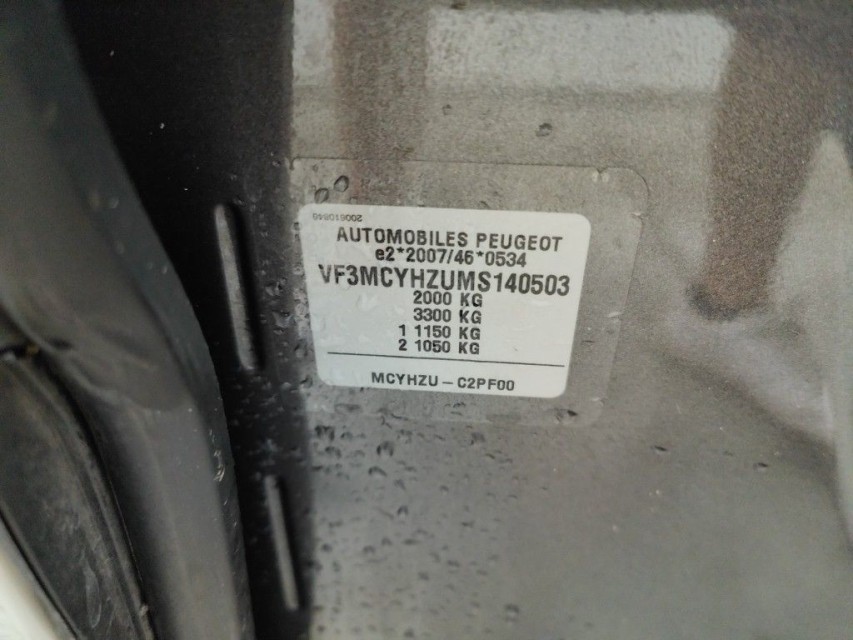 200610840
AUTOMOBILES PEUGEOT
e2*2007/46*0534
VF3MCYHZUMS140503
2000 KG
3300 KG
1 1150 KG
2 1050 KG
MCYHZU - C2PF00